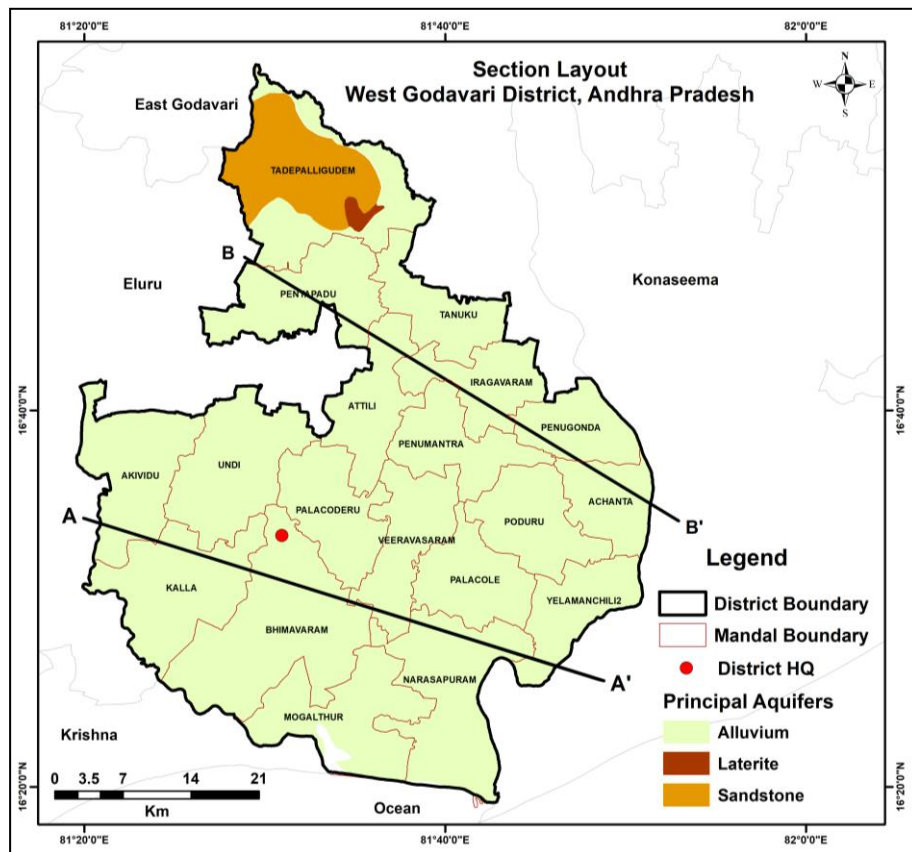 81°20'0"E 81°40'0"E 82°0'0"E
Section Layout
West Godavari District, Andhra Pradesh
N
W E
S
East Godavari
TADEPALLIGUDEM
B
Eluru
Konaseema
PENTAPADU
TANUKU
IRAGAVARAM
16°40'0"N
16°40'0"N
ATTILI
PENUGONDA
PENUMANTRA
UNDI
AKIVIDU
ACHANTA
PALACODERU
PODURU
A
B'
VEERAVASARAM
Legend
PALACOLE
KALLA
YELAMANCHILI2
District Boundary
BHIMAVARAM
Mandal Boundary
District HQ
NARASAPURAM
A'
Principal Aquifers
MOGALTHUR
Alluvium
Krishna
Laterite
0 3.5 7 14 21
Km
Sandstone
16°20'0"N
16°20'0"N
Ocean
81°20'0"E 81°40'0"E 82°0'0"E